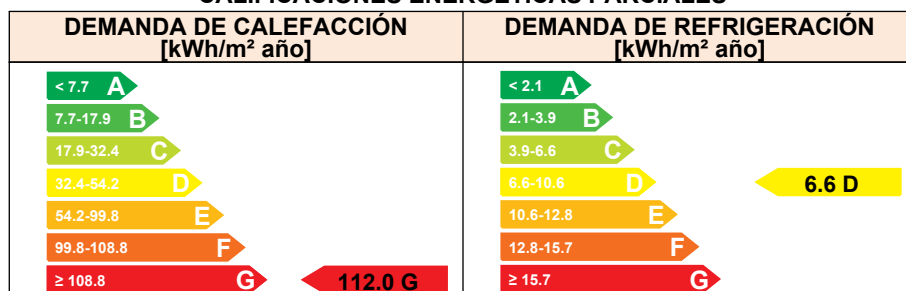 CALIFICACIONES ENERGÉTICAS PARCIALES
DEMANDA DE CALEFACCIÓN
[kWh/m² año]
DEMANDA DE REFRIGERACIÓN
[kWh/m² año]
< 7.7 A
7.7-17.9 B
17.9-32.4 C
32.4-54.2 D
54.2-99.8 E
99.8-108.8 F
≥ 108.8 G
112.0 G
< 2.1 A
2.1-3.9 B
3.9-6.6 C
6.6-10.6 D
6.6 D
10.6-12.8 E
12.8-15.7 F
≥ 15.7 G